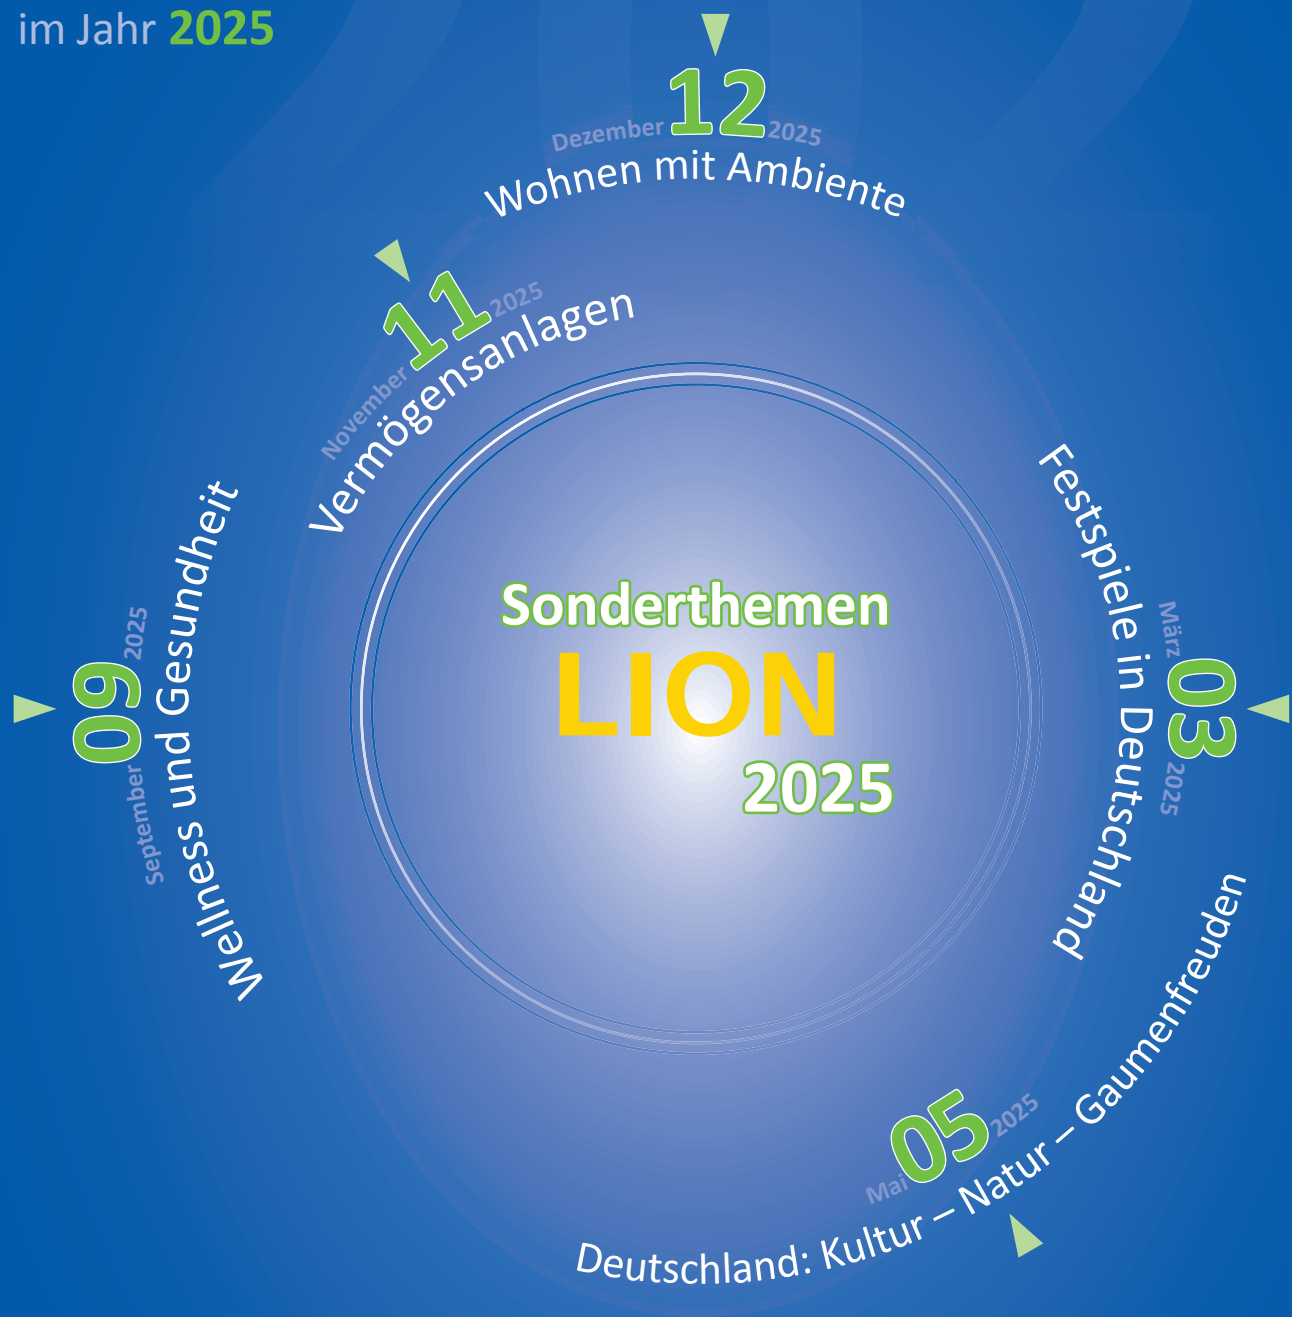 im Jahr 2025
Dezember 12 2025
Wohnen mit Ambiente
November 11 2025
Vermögensanlagen
Festspiele in Deutschland
März 03 2025
September 09 2025
Wellness und Gesundheit
Sonderthemen
LION
2025
Mai 05 2025
Deutschland: Kultur – Natur – Gaumenfreuden